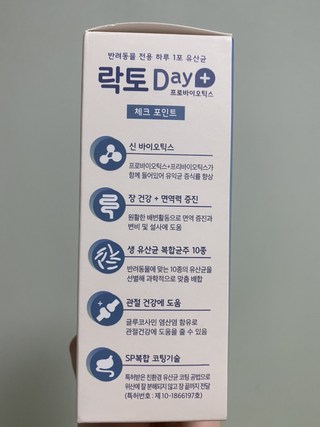 반려동물 전용 하루 1포 유산균
락토 Day+
프로바이오틱스
체크 포인트
신 바이오틱스
프로바이오틱스+프리바이오틱스가
함께 들어있어 유익균 증식를 향상
장 건강 + 면역력 증진
원활한 배변활동으로 면역 증진과
변비 및 설사에 도움
생 유산균 복합균주 10종
반려동물에 맞는 10종의 유산균을
선별해 과학적으로 맞춤 배합
관절 건강에 도움
글루코사민 염산염 함유로
관절건강에 도움을 줄 수 있음
SP복합 코팅기술
특허받은 친환경 유산균 코팅 공법으로
위산에 잘 분해되지 않고 장 끝까지 전달
(특허번호 : 제 10-1866197호)